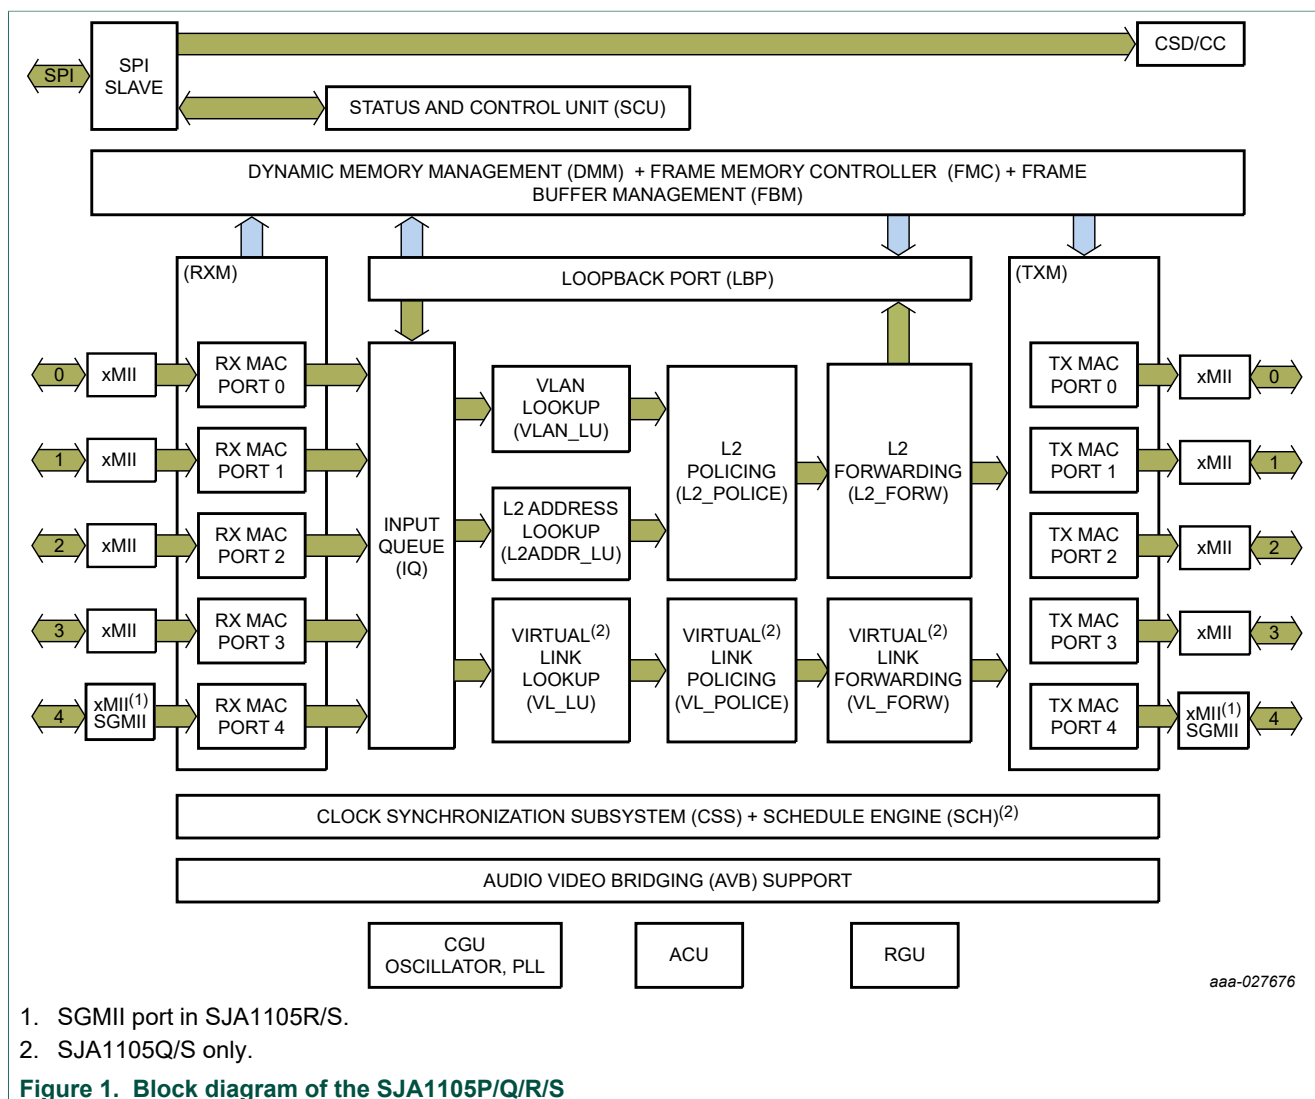 SPI
SPI
SLAVE
CSD/CC
STATUS AND CONTROL UNIT (SCU)
DYNAMIC MEMORY MANAGEMENT (DMM) + FRAME MEMORY CONTROLLER (FMC) + FRAME
BUFFER MANAGEMENT (FBM)
(RXM)
LOOPBACK PORT (LBP)
(TXM)
0
xMII
RX MAC
PORT 0
1
xMII
RX MAC
PORT 1
2
xMII
RX MAC
PORT 2
3
xMII
RX MAC
PORT 3
4
xMII(1)
SGMII
RX MAC
PORT 4
INPUT
QUEUE
(IQ)
VLAN
LOOKUP
(VLAN_LU)
L2 ADDRESS
LOOKUP
(L2ADDR_LU)
L2
POLICING
(L2_POLICE)
L2
FORWARDING
(L2_FORW)
VIRTUAL(2)
LINK
LOOKUP
(VL_LU)
VIRTUAL(2)
LINK
POLICING
(VL_POLICE)
VIRTUAL(2)
LINK
FORWARDING
(VL_FORW)
TX MAC
PORT 0
xMII
0
TX MAC
PORT 1
xMII
1
TX MAC
PORT 2
xMII
2
TX MAC
PORT 3
xMII
3
TX MAC
PORT 4
xMII(1)
SGMII
4
CLOCK SYNCHRONIZATION SUBSYSTEM (CSS) + SCHEDULE ENGINE (SCH)(2)
AUDIO VIDEO BRIDGING (AVB) SUPPORT
CGU
OSCILLATOR, PLL
ACU
RGU
aaa-027676
1. SGMII port in SJA1105R/S.
2. SJA1105Q/S only.
Figure 1. Block diagram of the SJA1105P/Q/R/S